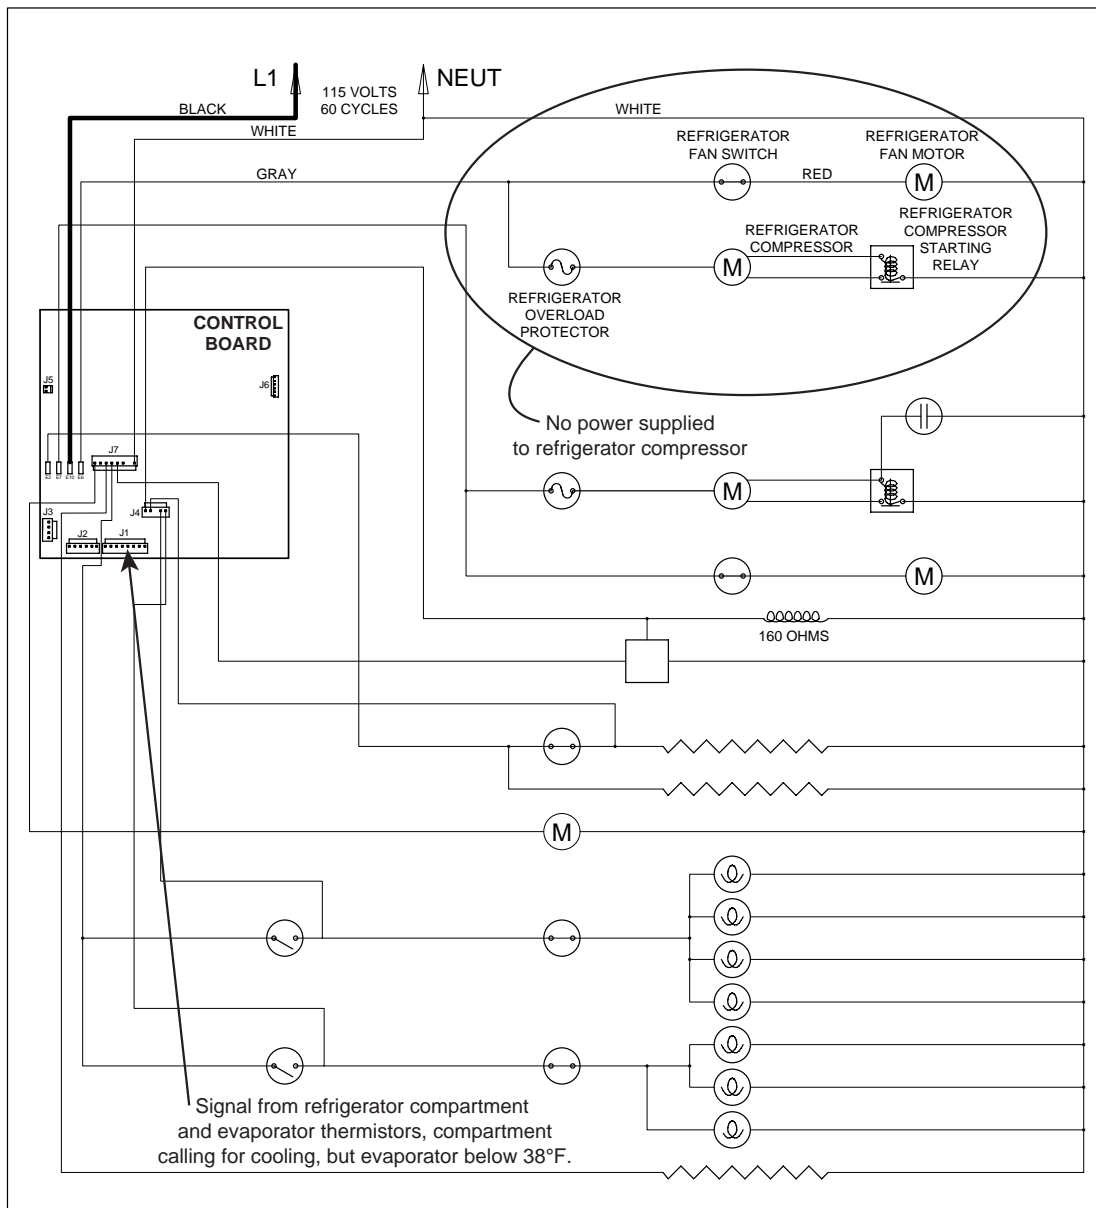 L1
115 VOLTS
60 CYCLES
NEUT
BLACK
WHITE
WHITE
GRAY
REFRIGERATOR
FAN SWITCH
RED
REFRIGERATOR
FAN MOTOR
M
REFRIGERATOR
COMPRESSOR
REFRIGERATOR
COMPRESSOR
STARTING
RELAY
M
REFRIGERATOR
OVERLOAD
PROTECTOR
CONTROL
BOARD
J5
J6
No power supplied
to refrigerator compressor
J7
E2
E7
E10
J3
J4
J2
J1
M
M
160 OHMS
M
Signal from refrigerator compartment
and evaporator thermistors, compartment
calling for cooling, but evaporator below 38°F.